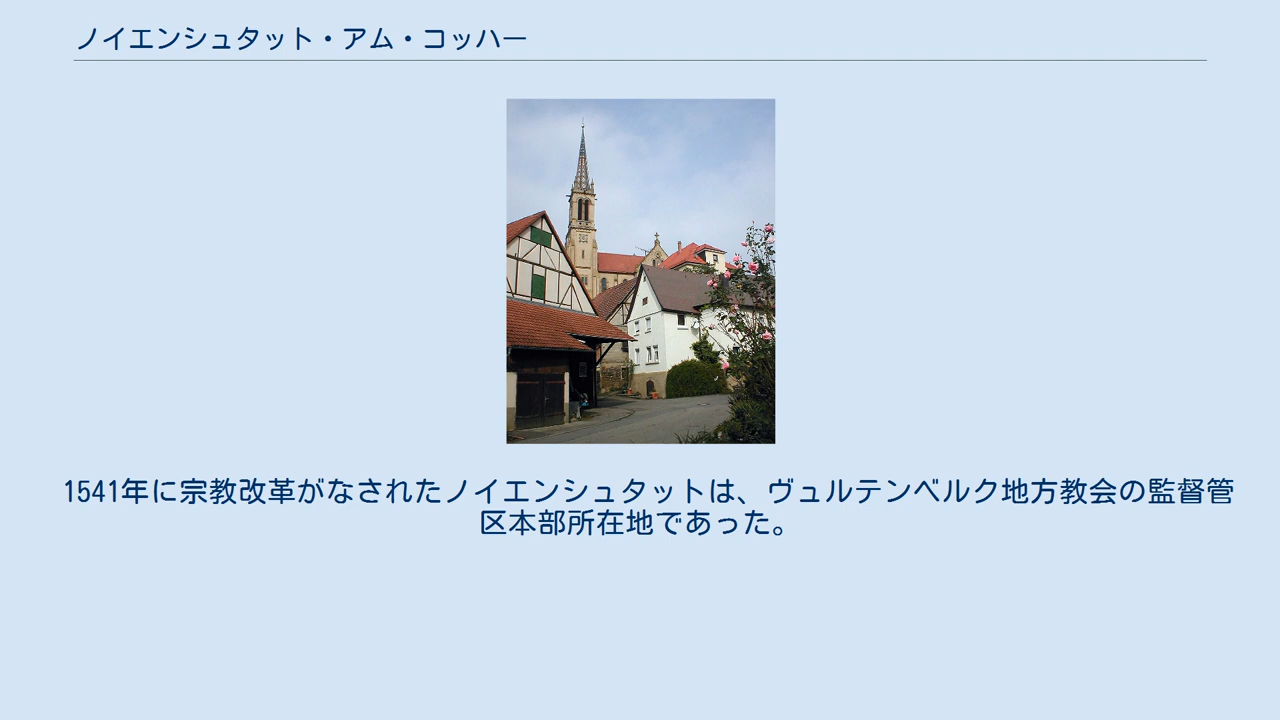 ノイエンシュタット・アム・コッハー
1541年に宗教改革がなされたノイエンシュタットは、ヴュルテンベルク地方教会の監督管
区本部所在地であった。